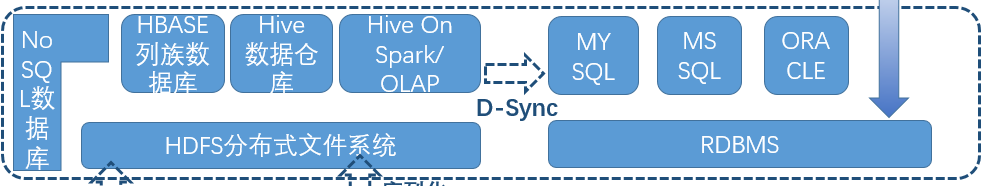 No
SQ
L数
据
库
HBASE
列族数
据库
Hive
数据仓
库
Hive On
Spark/
OLAP
D-Sync
MY
SQL
MS
SQL
ORA
CLE
HDFS分布式文件系统
RDBMS